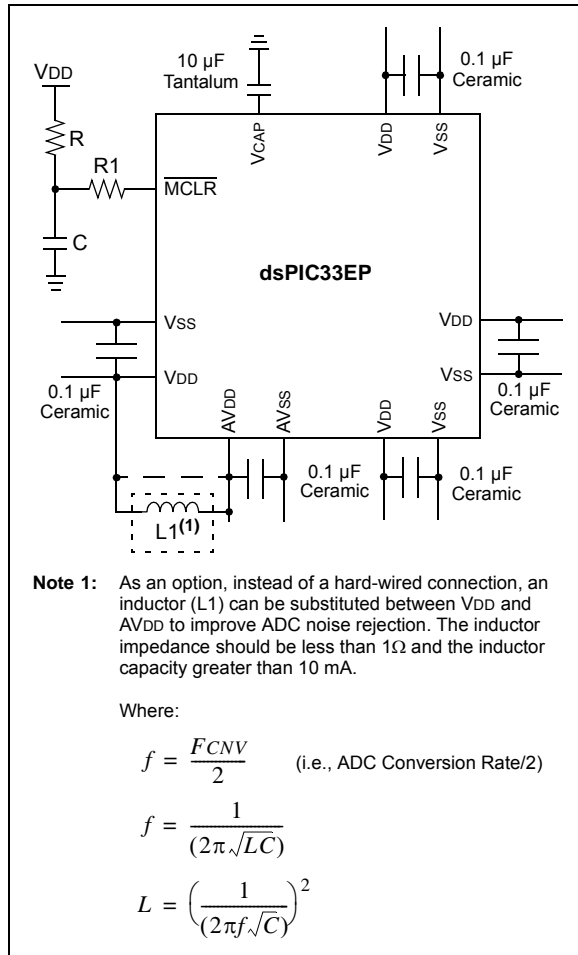 10 µF
Tantalum
0.1 µF
Ceramic
VDD
R
R1
C
VCAP
VDD
VSS
MCLR
dsPIC33EP
VSS
VDD
VDD
VSS
0.1 µF
Ceramic
0.1 µF
Ceramic
AVDD
AVSS
VDD
VSS
0.1 µF
Ceramic
0.1 µF
Ceramic
L1(1)
Note 1: As an option, instead of a hard-wired connection, an
inductor (L1) can be substituted between VDD and
AVDD to improve ADC noise rejection. The inductor
impedance should be less than 1Ω and the inductor
capacity greater than 10 mA.
Where:
f = FCNV / 2 (i.e., ADC Conversion Rate/2)
f = 1 / (2π√LC)
L = (1 / (2πf√C))²